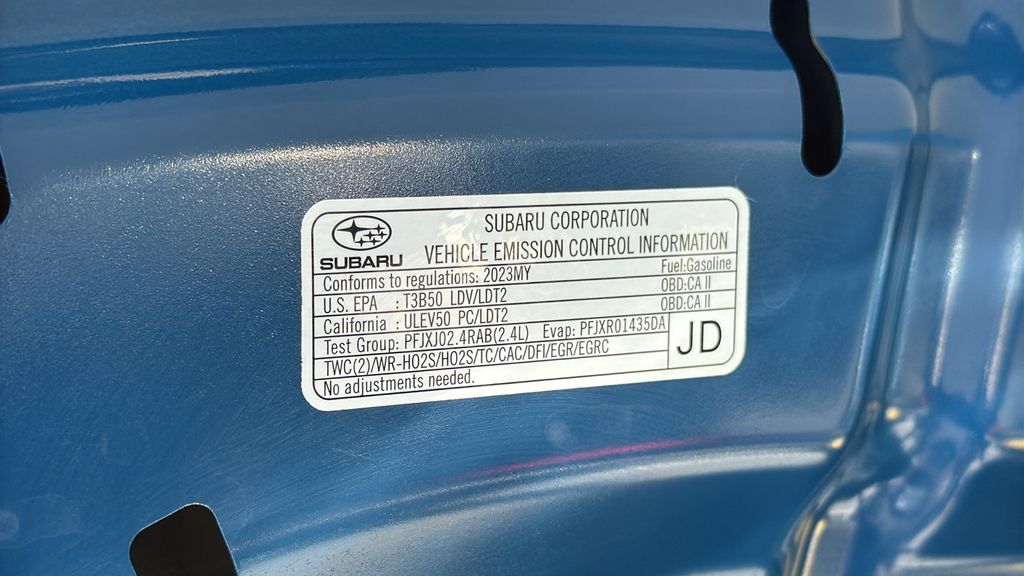 SUBARU CORPORATION
VEHICLE EMISSION CONTROL INFORMATION
SUBARU
Conforms to regulations: 2023MY Fuel:Gasoline
U.S. EPA : T3B50 LDV/LDT2 OBD:CA II
California : ULEV50 PC/LDT2 OBD:CA II
Test Group: PFJXJ02.4RAB(2.4L) Evap: PFJXR01435DA
TWC(2)/WR-HO2S/HO2S/TC/CAC/DFI/EGR/EGRC
No adjustments needed.
JD